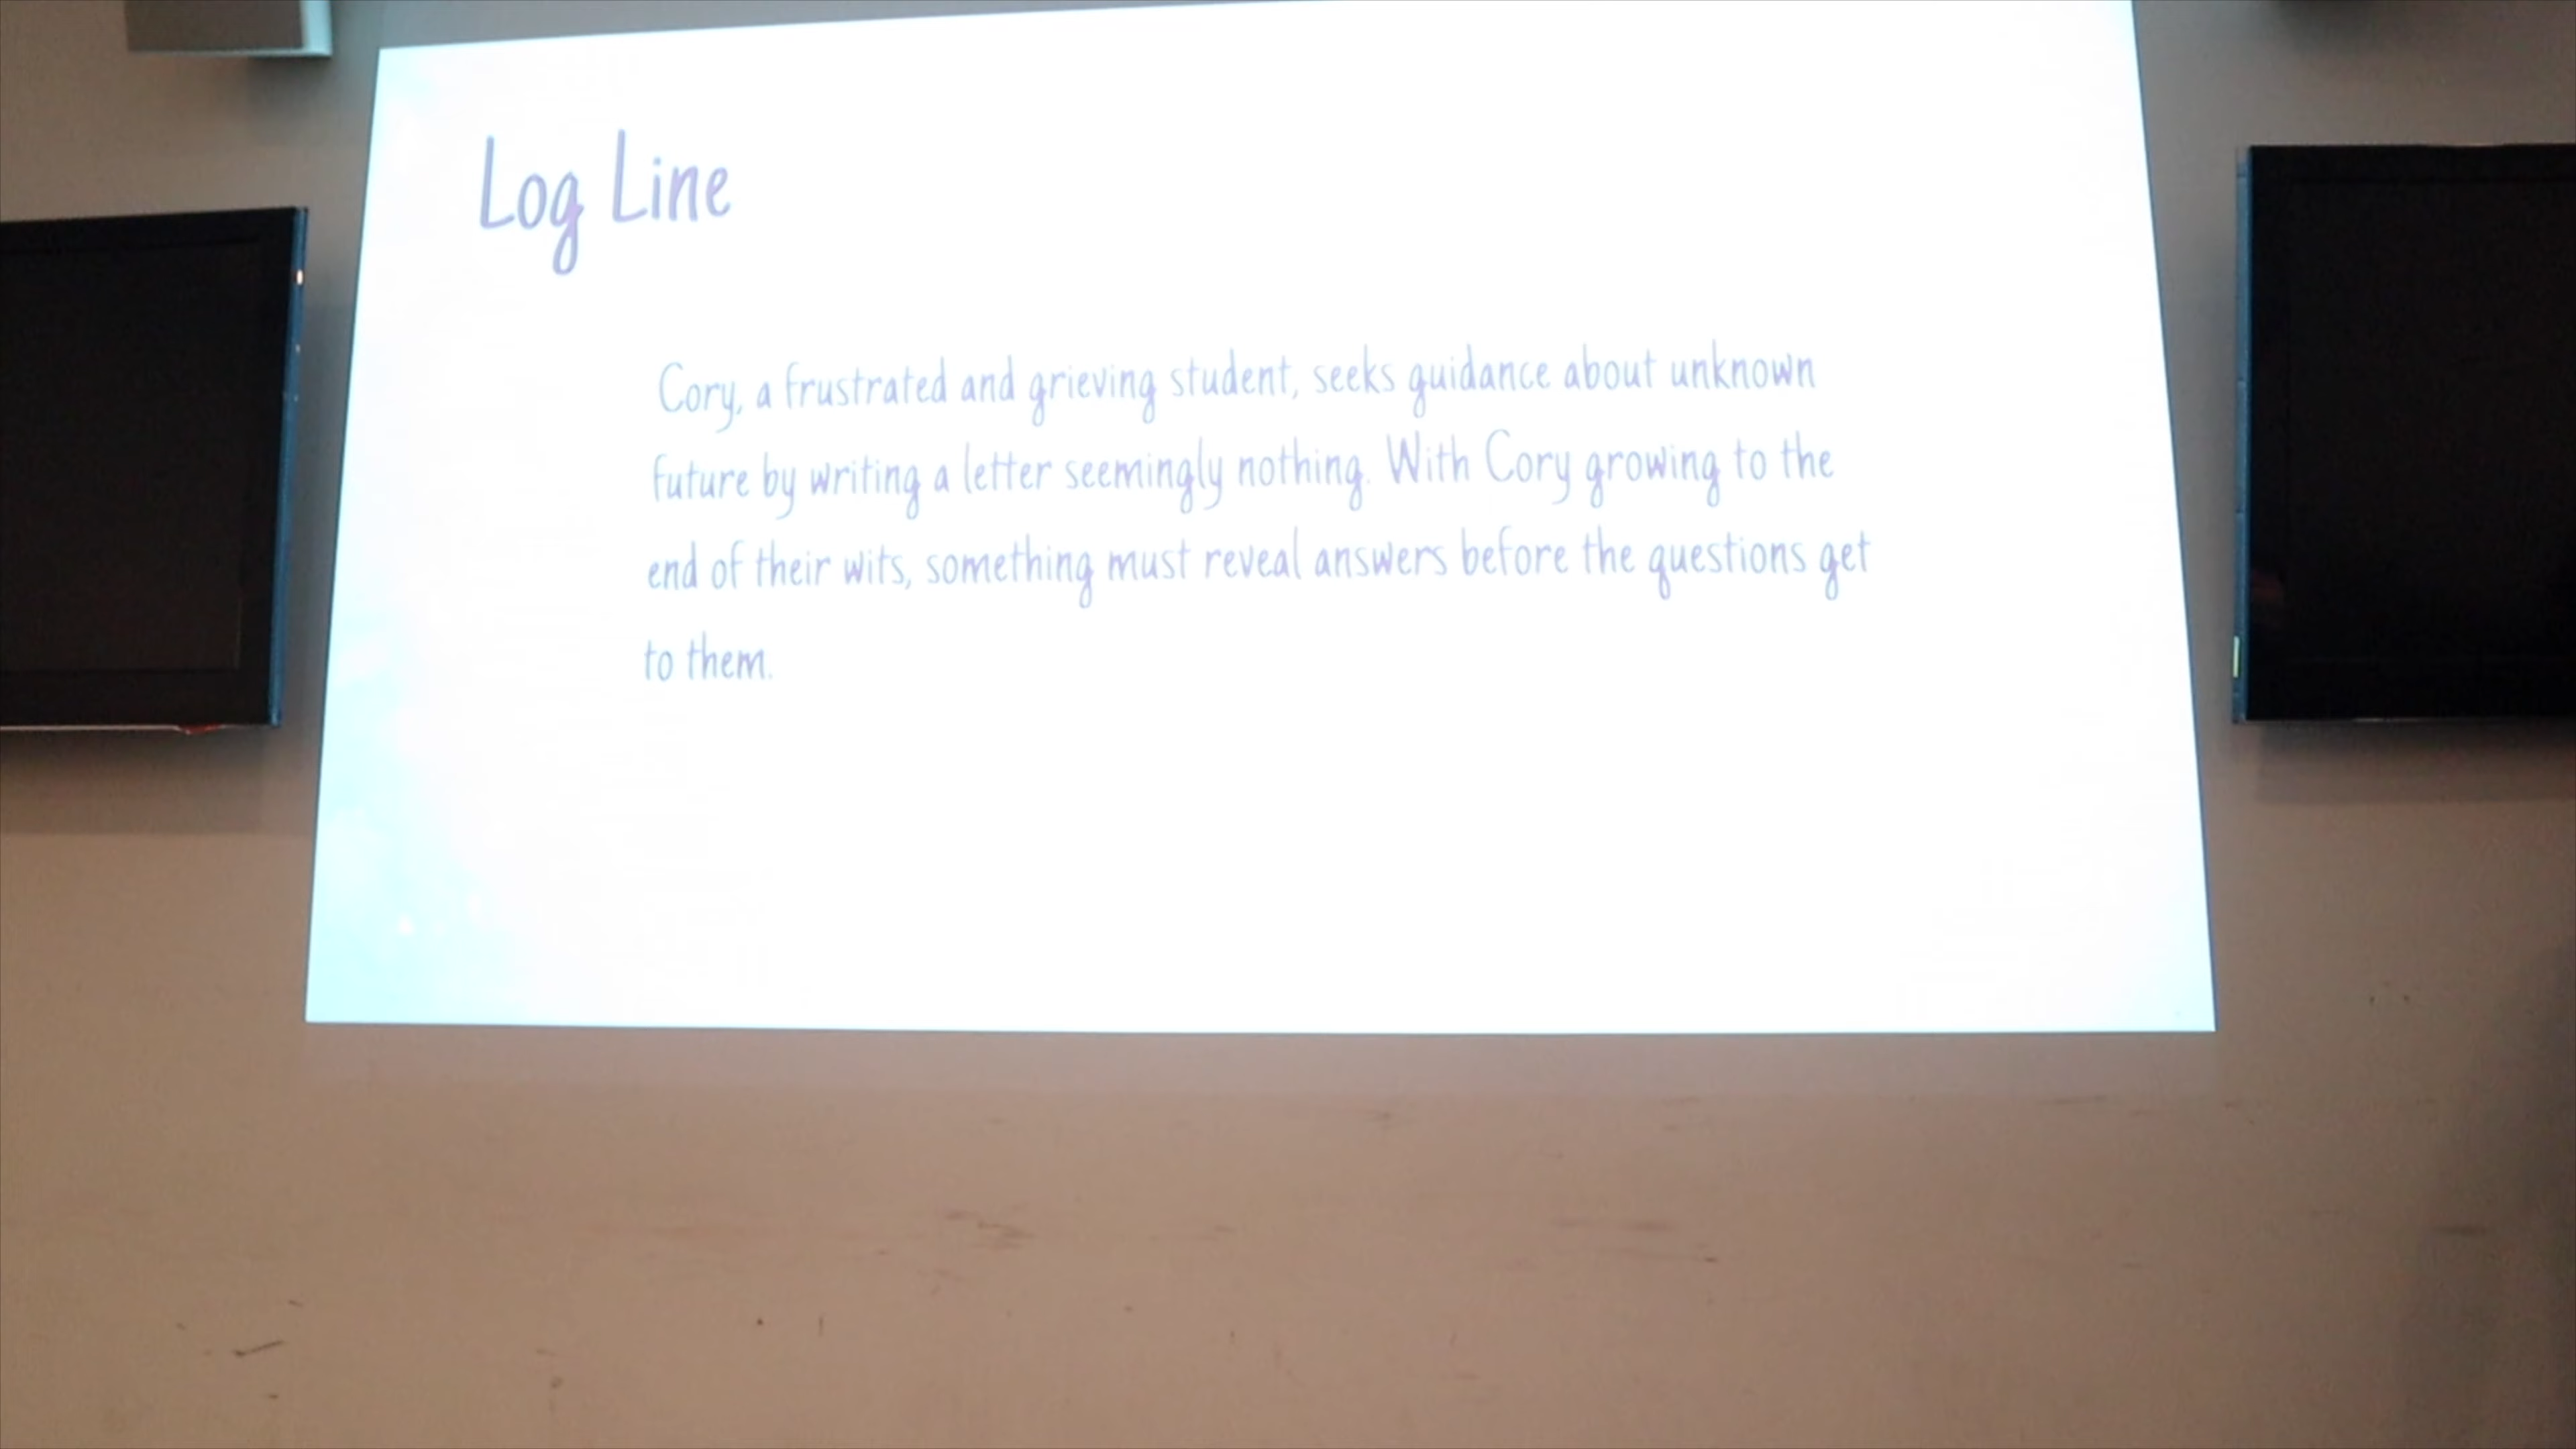 Log Line
Cory, a frustrated and grieving student, seeks guidance about unknown
future by writing a letter seemingly nothing. With Cory growing to the
end of their wits, something must reveal answers before the questions get
to them.